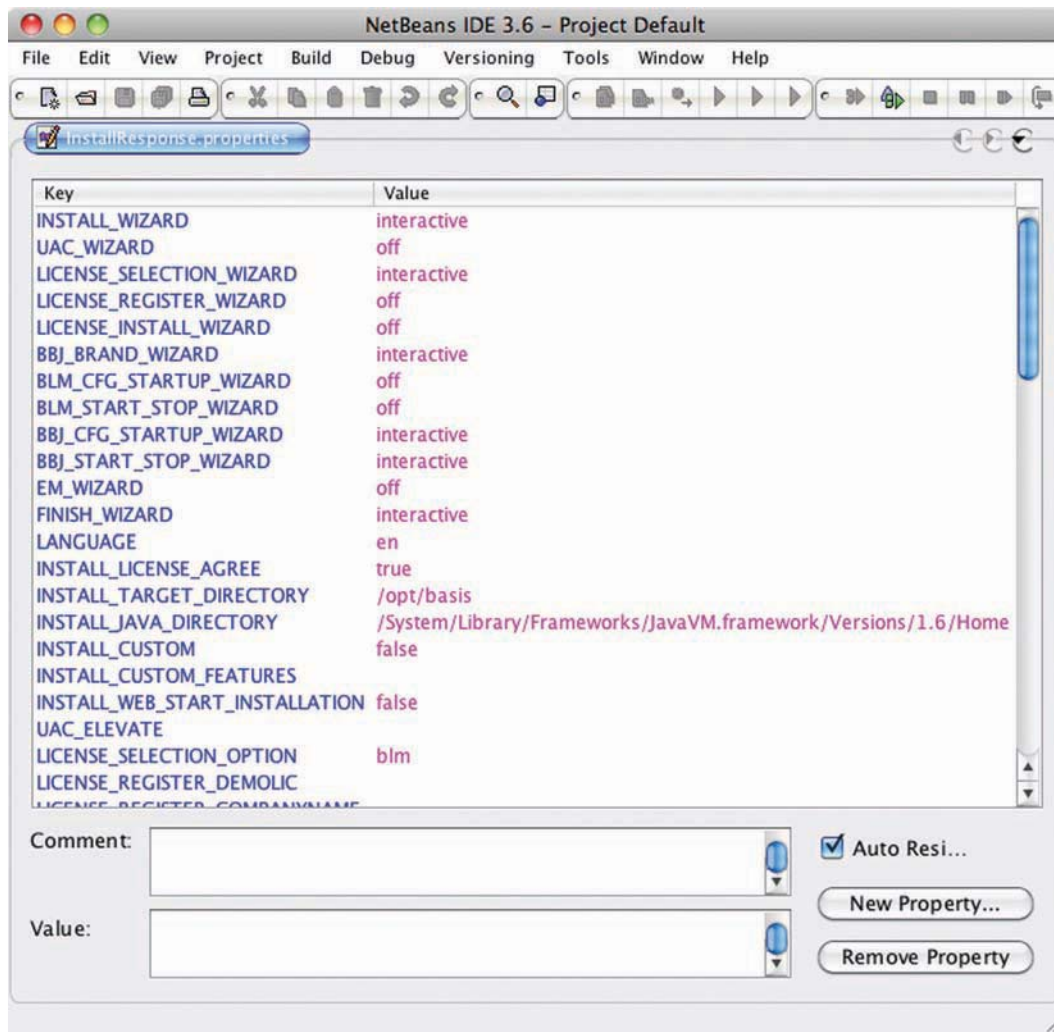 NetBeans IDE 3.6 – Project Default
File Edit View Project Build Debug Versioning Tools Window Help
InstallResponse.properties
Key Value
INSTALL_WIZARD interactive
UAC_WIZARD off
LICENSE_SELECTION_WIZARD interactive
LICENSE_REGISTER_WIZARD off
LICENSE_INSTALL_WIZARD off
BBJ_BRAND_WIZARD interactive
BLM_CFG_STARTUP_WIZARD off
BLM_START_STOP_WIZARD off
BBJ_CFG_STARTUP_WIZARD interactive
BBJ_START_STOP_WIZARD interactive
EM_WIZARD off
FINISH_WIZARD interactive
LANGUAGE en
INSTALL_LICENSE_AGREE true
INSTALL_TARGET_DIRECTORY /opt/basis
INSTALL_JAVA_DIRECTORY /System/Library/Frameworks/JavaVM.framework/Versions/1.6/Home
INSTALL_CUSTOM false
INSTALL_CUSTOM_FEATURES
INSTALL_WEB_START_INSTALLATION false
UAC_ELEVATE
LICENSE_SELECTION_OPTION blm
LICENSE_REGISTER_DEMOLIC
LICENSE_REGISTER_COMPANYNAME
Comment:
Auto Resi...
New Property...
Value:
Remove Property